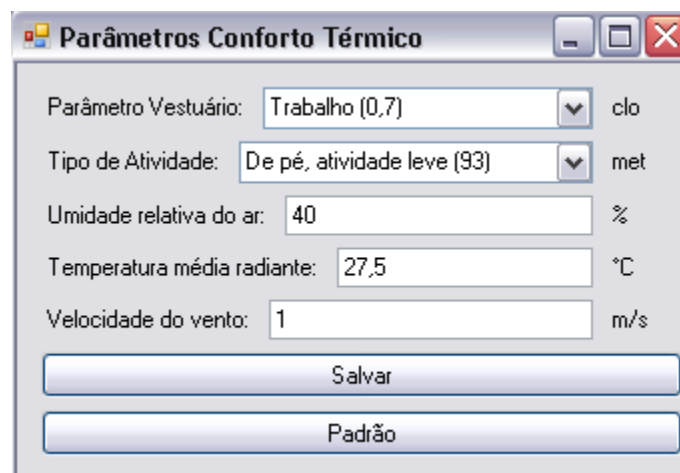 Parâmetros Conforto Térmico
Parâmetro Vestuário: Trabalho (0,7) clo
Tipo de Atividade: De pé, atividade leve (93) met
Umidade relativa do ar: 40 %
Temperatura média radiante: 27,5 °C
Velocidade do vento: 1 m/s
Salvar
Padrão